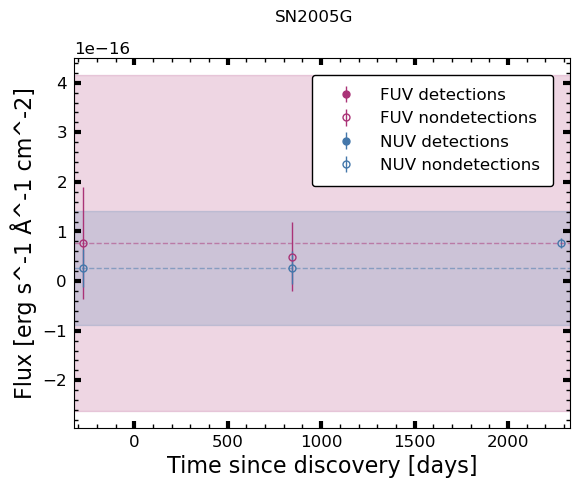 SN2005G
1e−16
FUV detections
FUV nondetections
NUV detections
NUV nondetections
4
3
2
1
0
−1
−2
Flux [erg s^-1 Å^-1 cm^-2]
0 500 1000 1500 2000
Time since discovery [days]